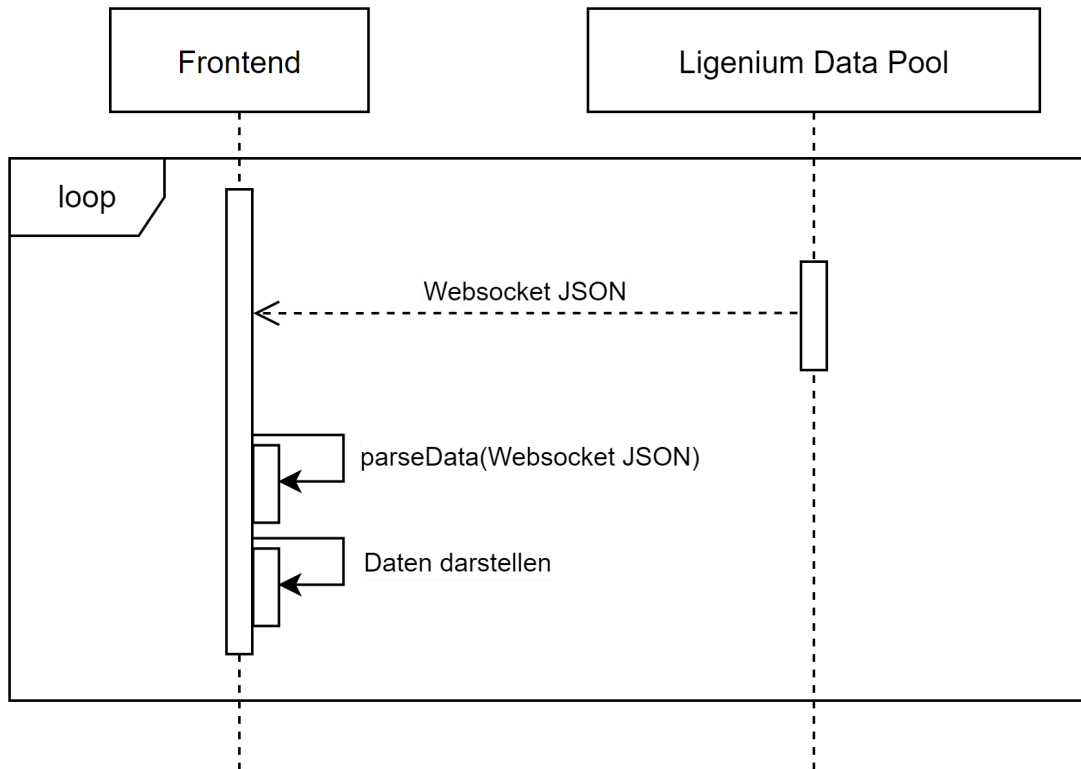 Frontend
Ligenium Data Pool
loop
Websocket JSON
parseData(Websocket JSON)
Daten darstellen